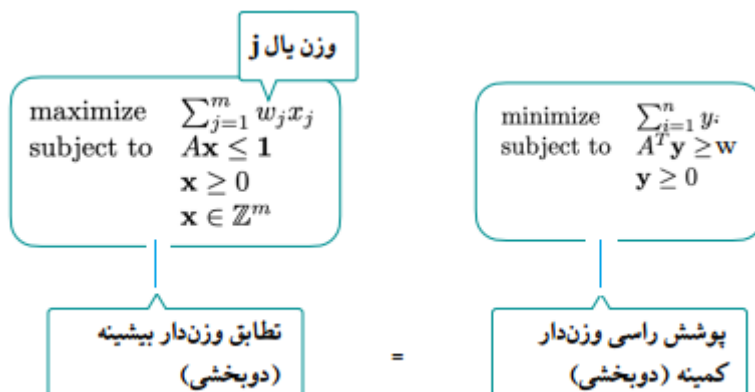 وزن یال j
maximize $\sum_{j=1}^{m} w_j x_j$
subject to $A\mathbf{x} \leq \mathbf{1}$
$\mathbf{x} \geq 0$
$\mathbf{x} \in \mathbb{Z}^m$
minimize $\sum_{i=1}^{n} y_i$
subject to $A^T \mathbf{y} \geq \mathbf{w}$
$\mathbf{y} \geq 0$
تطابق وزن‌دار بیشینه
(دوبخشی)
=
پوشش راسی وزن‌دار
کمینه (دوبخشی)